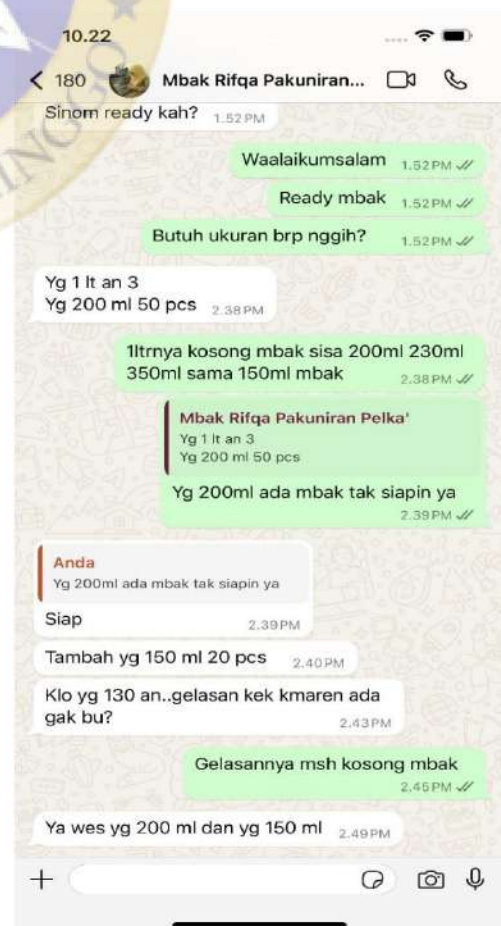 10.22
180 Mbak Rifqa Pakuniran...
Sinom ready kah? 1.52 PM
Waalaikumsalam 1.52 PM
Ready mbak 1.52 PM
Butuh ukuran brp nggih? 1.52 PM
Yg 1 lt an 3
Yg 200 ml 50 pcs 2.38 PM
1ltrnya kosong mbak sisa 200ml 230ml
350ml sama 150ml mbak 2.38 PM
Mbak Rifqa Pakuniran Pelka'
Yg 1 lt an 3
Yg 200 ml 50 pcs
Yg 200ml ada mbak tak siapin ya
2.39 PM
Anda
Yg 200ml ada mbak tak siapin ya
Siap 2.39 PM
Tambah yg 150 ml 20 pcs 2.40 PM
Klo yg 130 an..gelasan kek kmaren ada
gak bu? 2.43 PM
Gelasannya msh kosong mbak
2.45 PM
Ya wes yg 200 ml dan yg 150 ml 2.49 PM